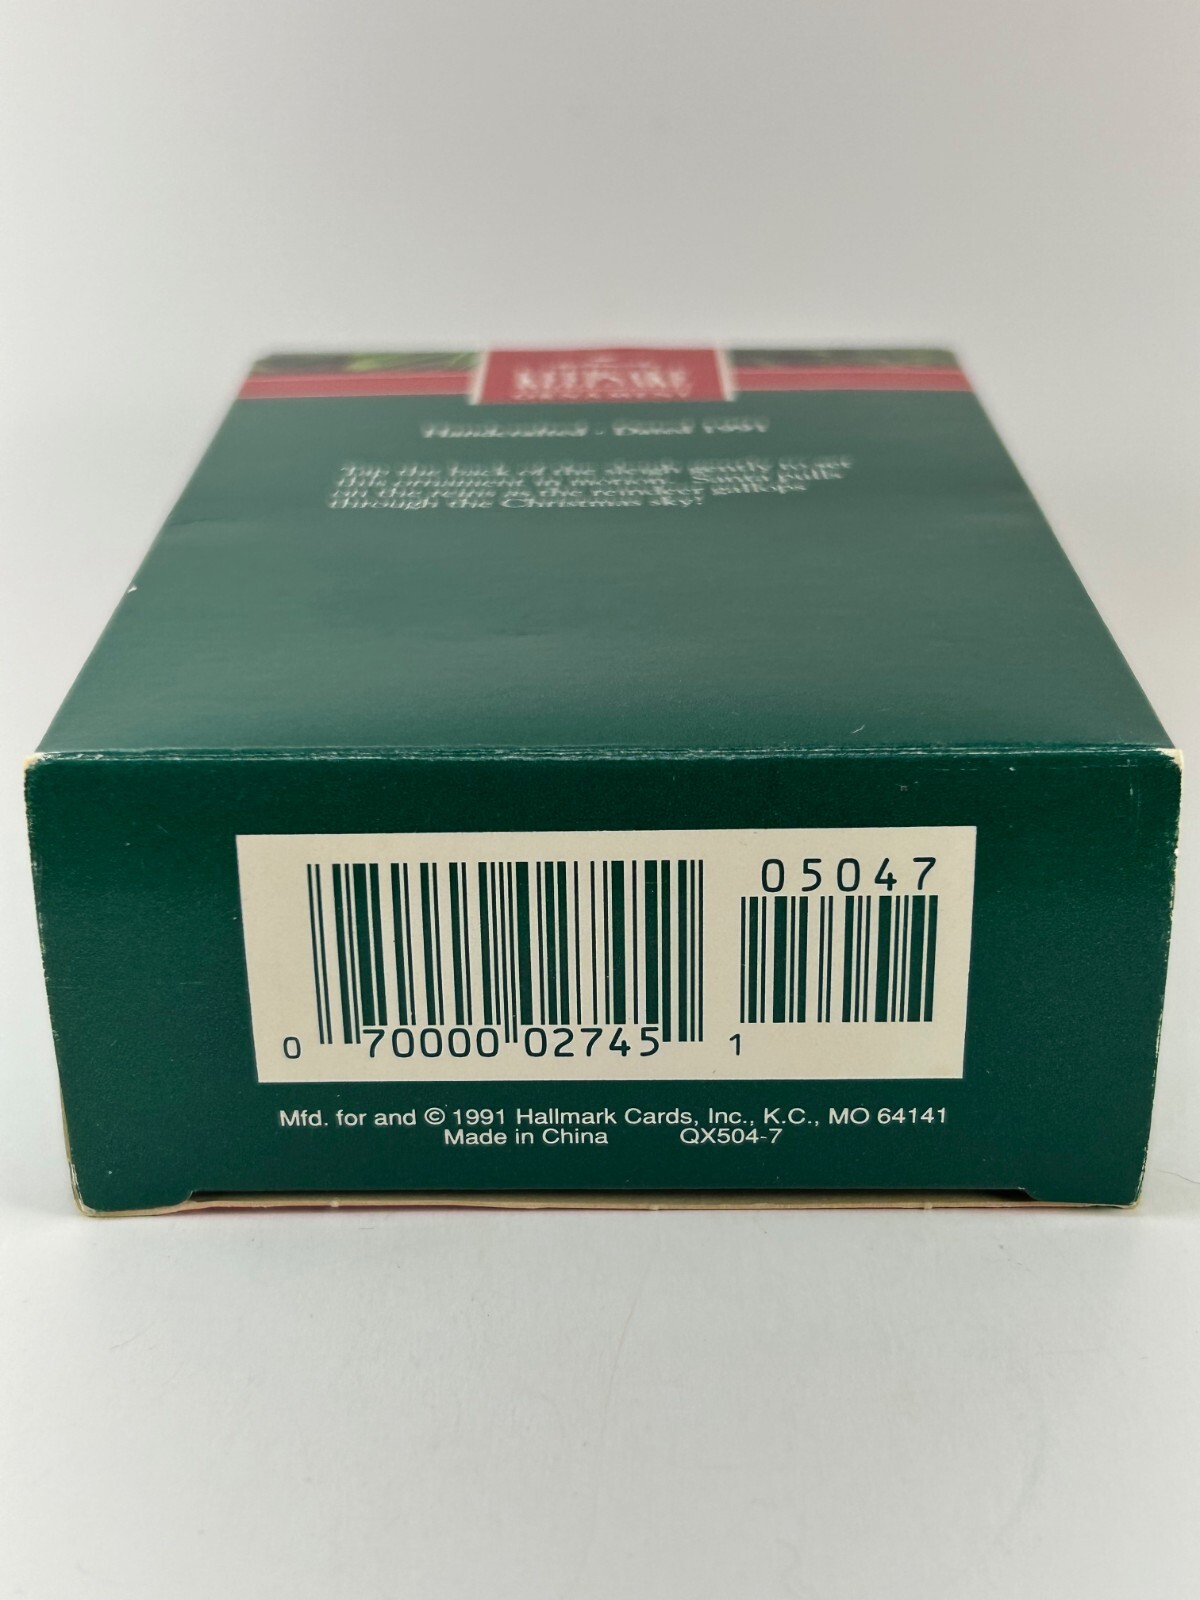 KEEPSAKE
ORNAMENT
Handcrafted - Dated 1991
Tap the back of the sleigh gently to set
this ornament in motion. Santa pulls
on the reins as the reindeer gallops
through the Christmas sky!
05047
0 70000 02745 1
Mfd. for and © 1991 Hallmark Cards, Inc., K.C., MO 64141
Made in China QX504-7